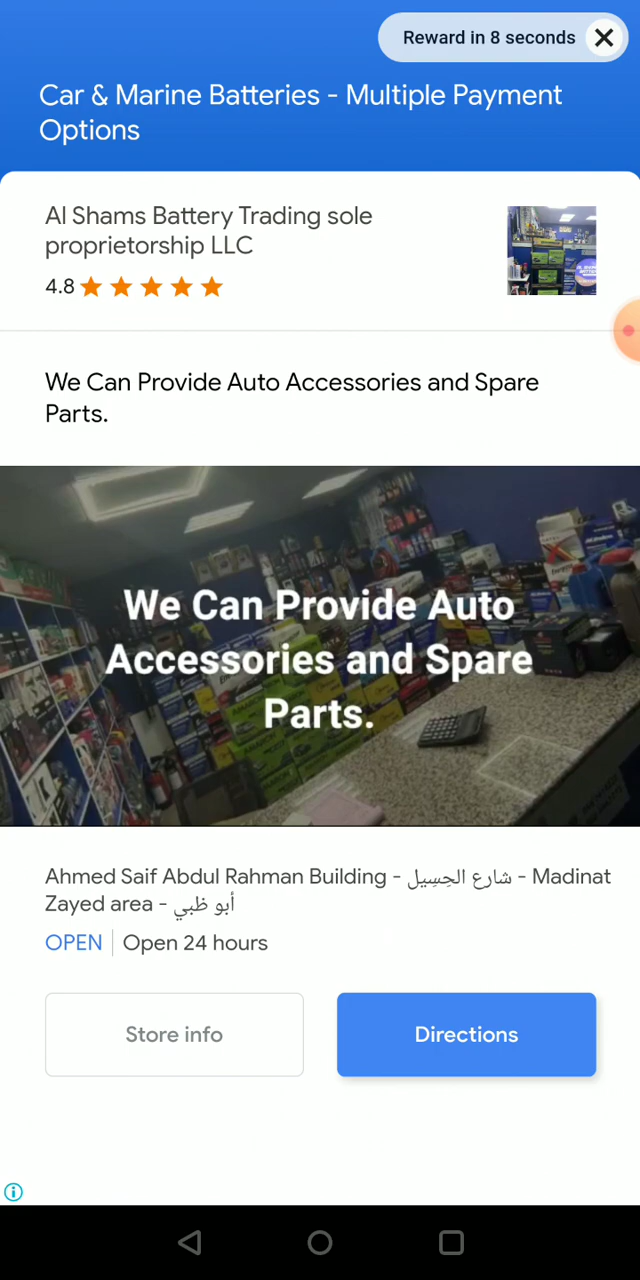 Reward in 8 seconds
Car & Marine Batteries - Multiple Payment
Options
Al Shams Battery Trading sole
proprietorship LLC
4.8
We Can Provide Auto Accessories and Spare
Parts.
We Can Provide Auto
Accessories and Spare
Parts.
Ahmed Saif Abdul Rahman Building - شارع الحِسِيل - Madinat
Zayed area - أبو ظبي
OPEN | Open 24 hours
Store info
Directions